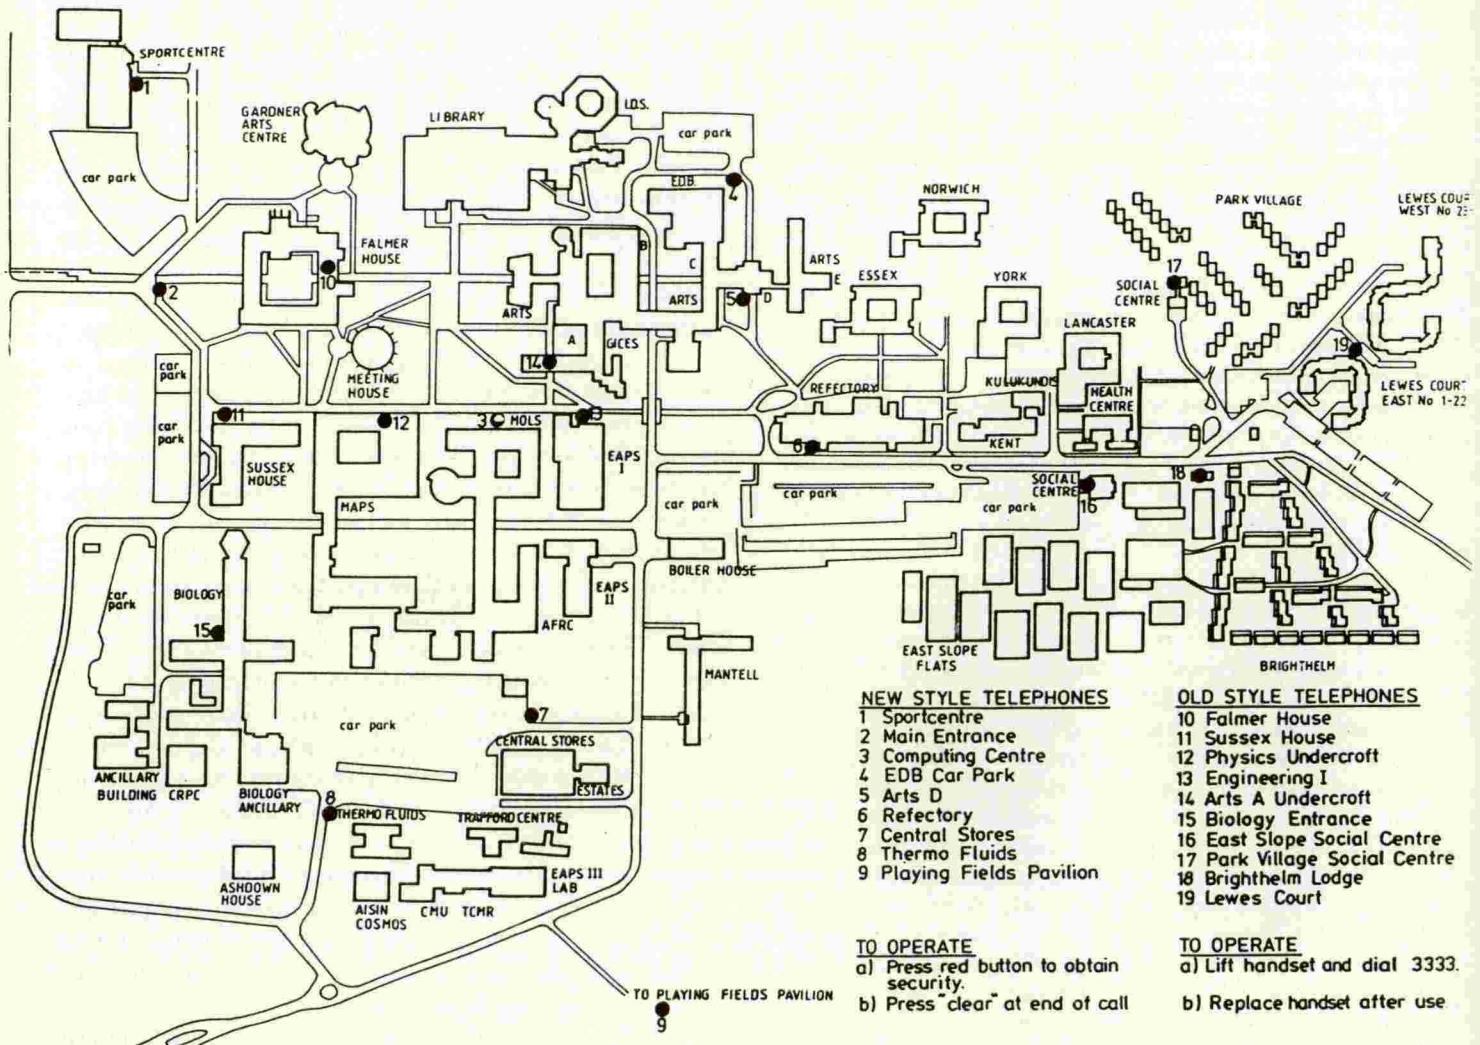 SPORTCENTRE
1
car park
GARDNER
ARTS
CENTRE
LIBRARY
I.D.S.
car park
E.D.B.
4
NORWICH
PARK VILLAGE
LEWES COU
WEST No 23-
FALMER
HOUSE
10
2
B
C
ARTS
ARTS
E
5
D
ESSEX
YORK
17
SOCIAL
CENTRE
ARTS
A
GICES
14
LANCASTER
19
MEETING
HOUSE
car
park
car
park
REFECTORY
KULUKUNDIS
HEALTH
CENTRE
LEWES COURT
EAST No 1-22
11
12
3
MOLS
13
6
KENT
SUSSEX
HOUSE
EAPS
I
MAPS
car park
car park
SOCIAL
CENTRE
16
18
car park
BOILER HOUSE
car
park
BIOLOGY
15
EAPS
II
AFRC
EAST SLOPE
FLATS
BRIGHTHELM
MANTELL
car park
7
CENTRAL STORES
ESTATES
ANCILLARY
BUILDING
CRPC
BIOLOGY
ANCILLARY
8
THERMO FLUIDS
TRAFFORD CENTRE
ASHDOWN
HOUSE
AISIN
COSMOS
CMU TCMR
EAPS III
LAB
TO PLAYING FIELDS PAVILION
9
NEW STYLE TELEPHONES
1 Sportcentre
2 Main Entrance
3 Computing Centre
4 EDB Car Park
5 Arts D
6 Refectory
7 Central Stores
8 Thermo Fluids
9 Playing Fields Pavilion
TO OPERATE
a) Press red button to obtain
security.
b) Press "clear" at end of call
OLD STYLE TELEPHONES
10 Falmer House
11 Sussex House
12 Physics Undercroft
13 Engineering I
14 Arts A Undercroft
15 Biology Entrance
16 East Slope Social Centre
17 Park Village Social Centre
18 Brighthelm Lodge
19 Lewes Court
TO OPERATE
a) Lift handset and dial 3333.
b) Replace handset after use